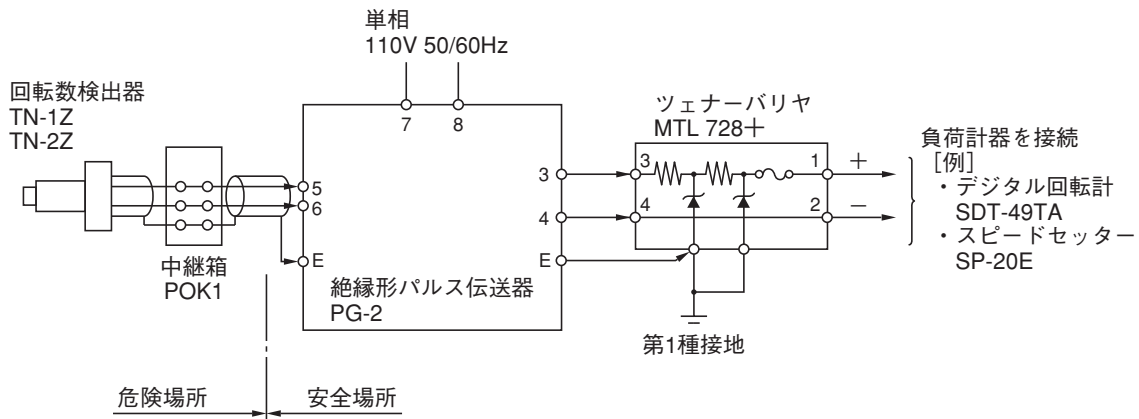 単相
110V 50/60Hz
回転数検出器
TN-1Z
TN-2Z
7
8
ツェナーバリヤ
MTL 728＋
負荷計器を接続
［例］
・デジタル回転計
SDT-49TA
・スピードセッター
SP-20E
5
6
E
3
4
E
3
4
1
2
＋
－
中継箱
POK1
絶縁形パルス伝送器
PG-2
第1種接地
危険場所
安全場所